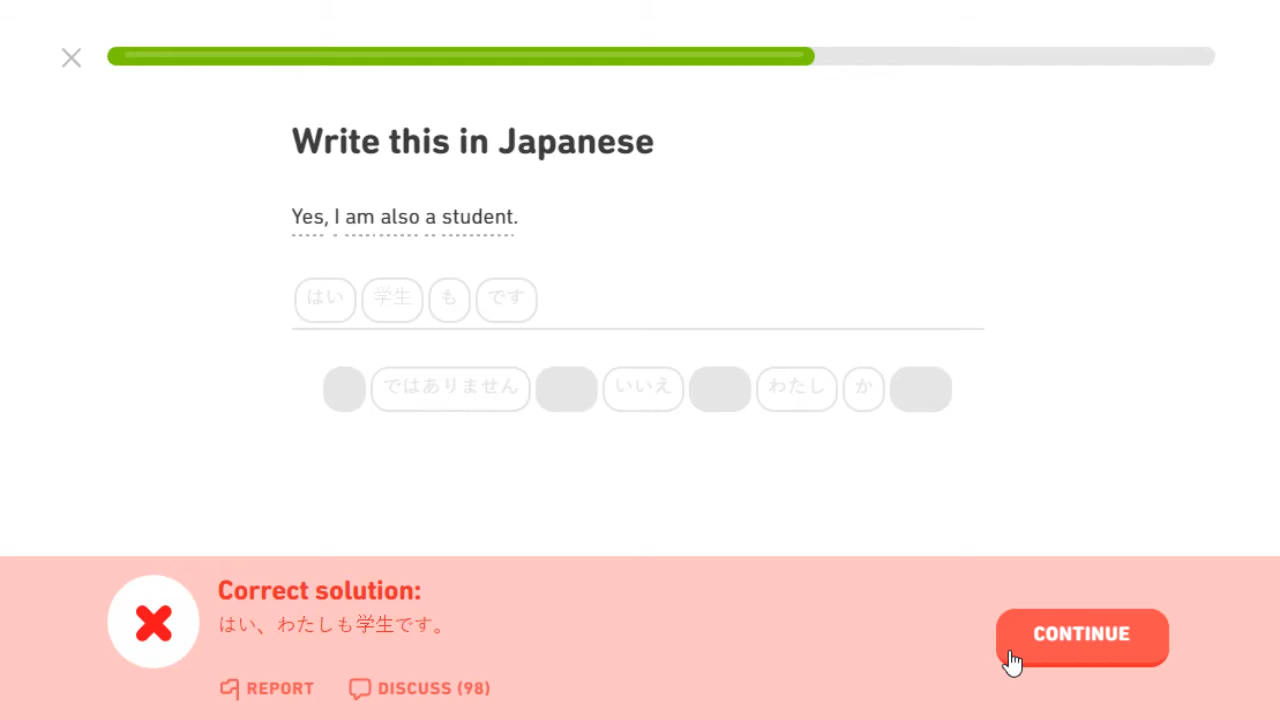 Write this in Japanese
Yes, I am also a student.
はい 学生 も です
ではありません いいえ わたし か
Correct solution:
はい、わたしも学生です。
CONTINUE
REPORT DISCUSS (98)